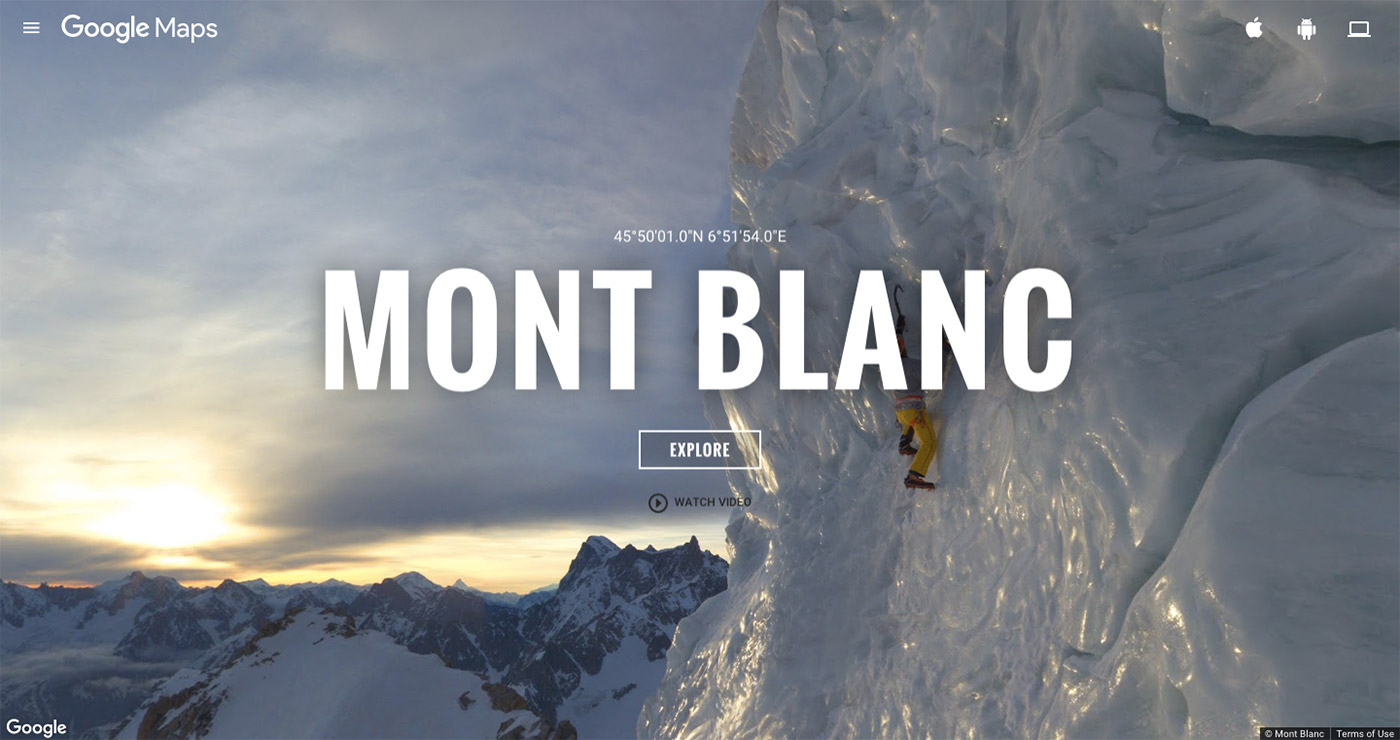 Google Maps
45°50'01.0"N 6°51'54.0"E
MONT BLANC
EXPLORE
WATCH VIDEO
Google
© Mont Blanc
Terms of Use